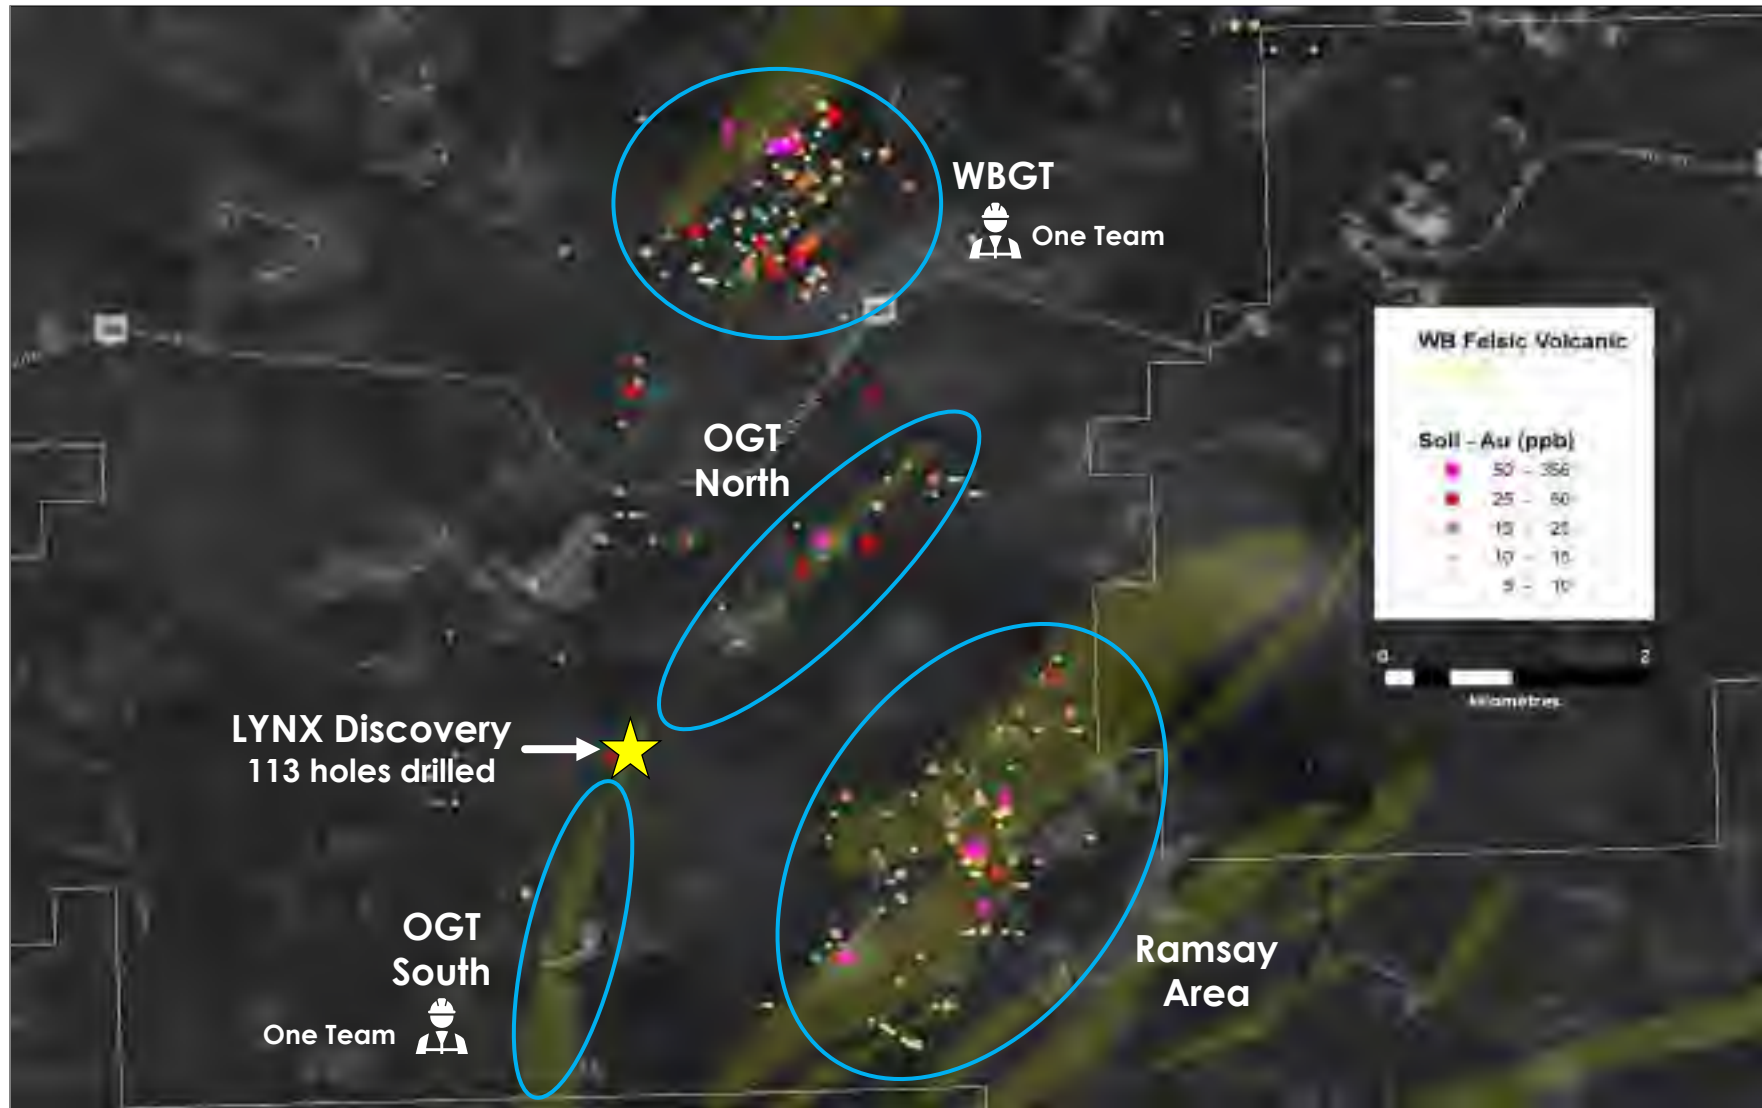 WBGT
One Team
WB Felsic Volcanic
OGT
North
Soil - Au (ppb)
50 - 356
25 - 50
15 - 25
10 - 15
5 - 10
0 2
kilometres
LYNX Discovery
113 holes drilled
OGT
South
One Team
Ramsay
Area